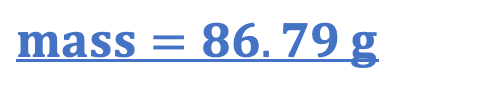 mass = 86.79 g